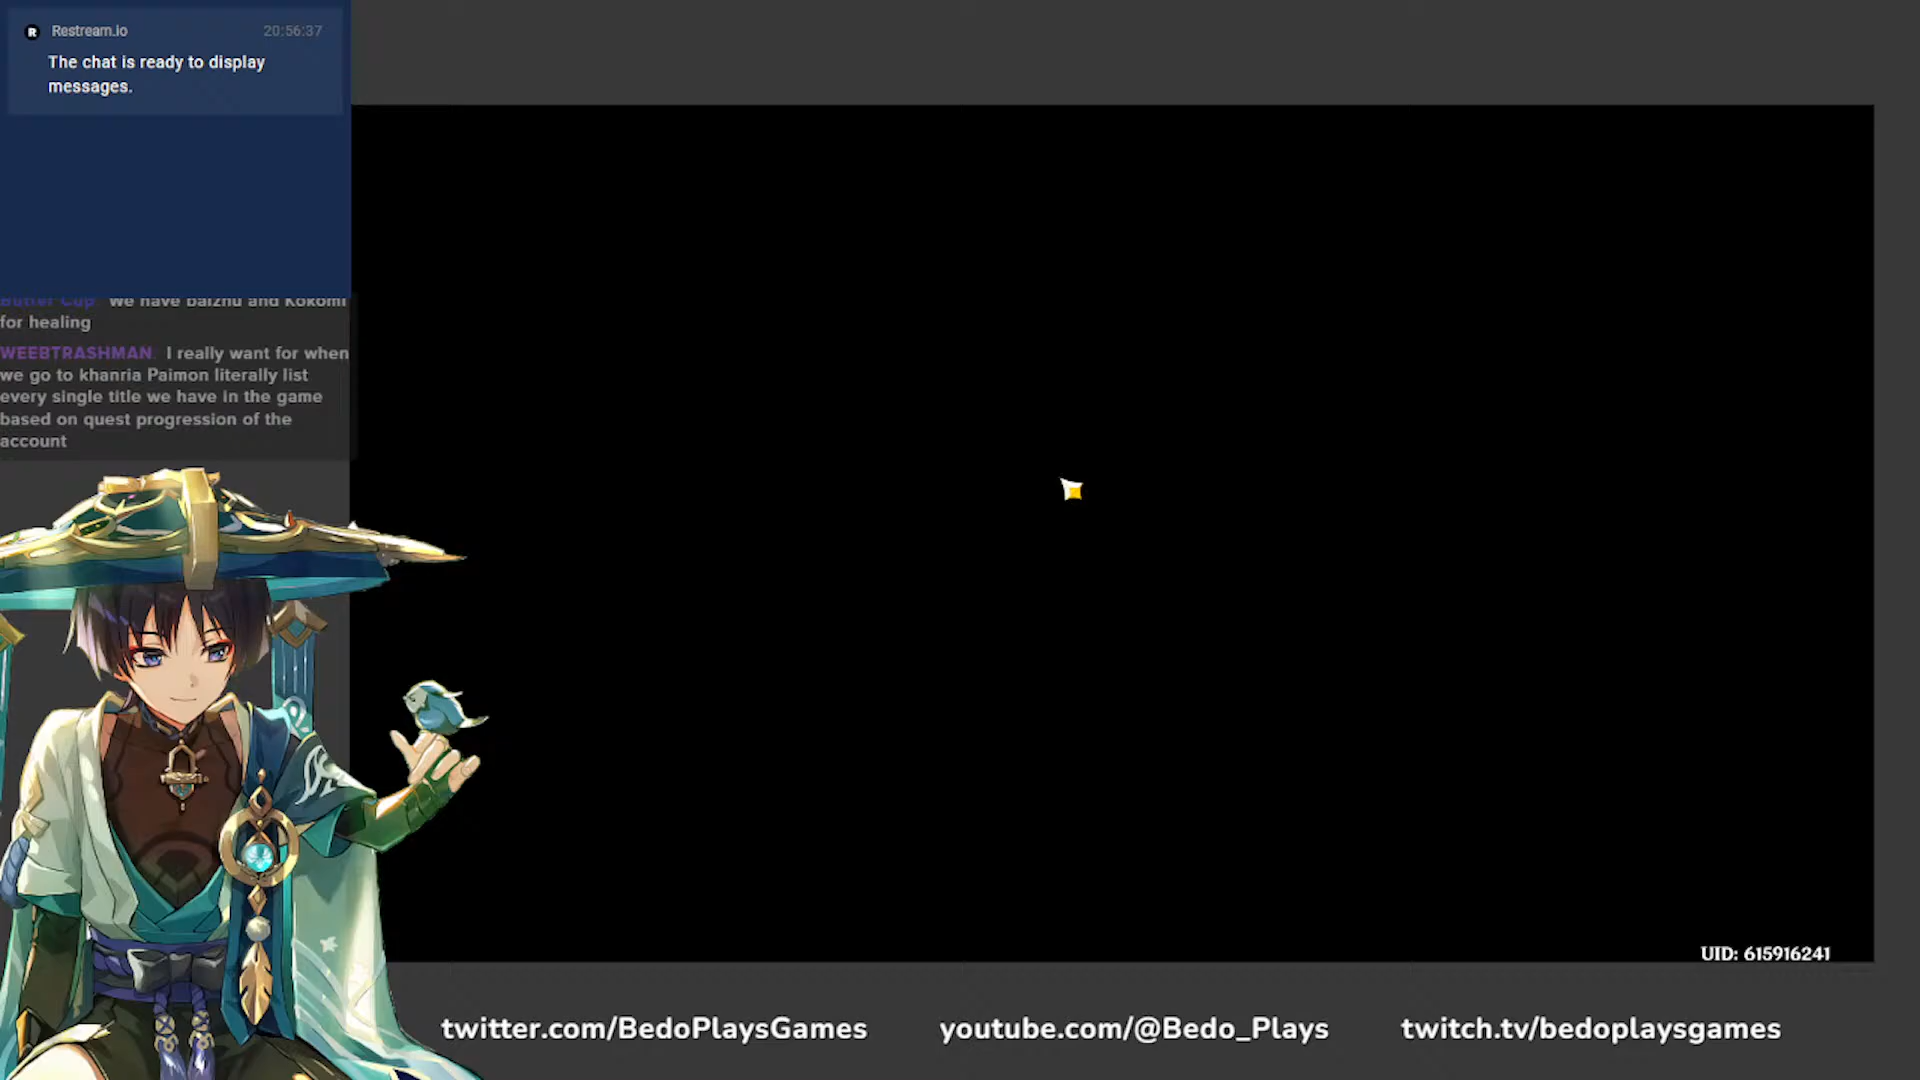 R Restream.io 20:56:37
The chat is ready to display
messages.
Butter Cup: We have baizhu and Kokomi
for healing
WEEBTRASHMAN: I really want for when
we go to khanria Paimon literally list
every single title we have in the game
based on quest progression of the
account
UID: 615916241
twitter.com/BedoPlaysGames youtube.com/@Bedo_Plays twitch.tv/bedoplaysgames